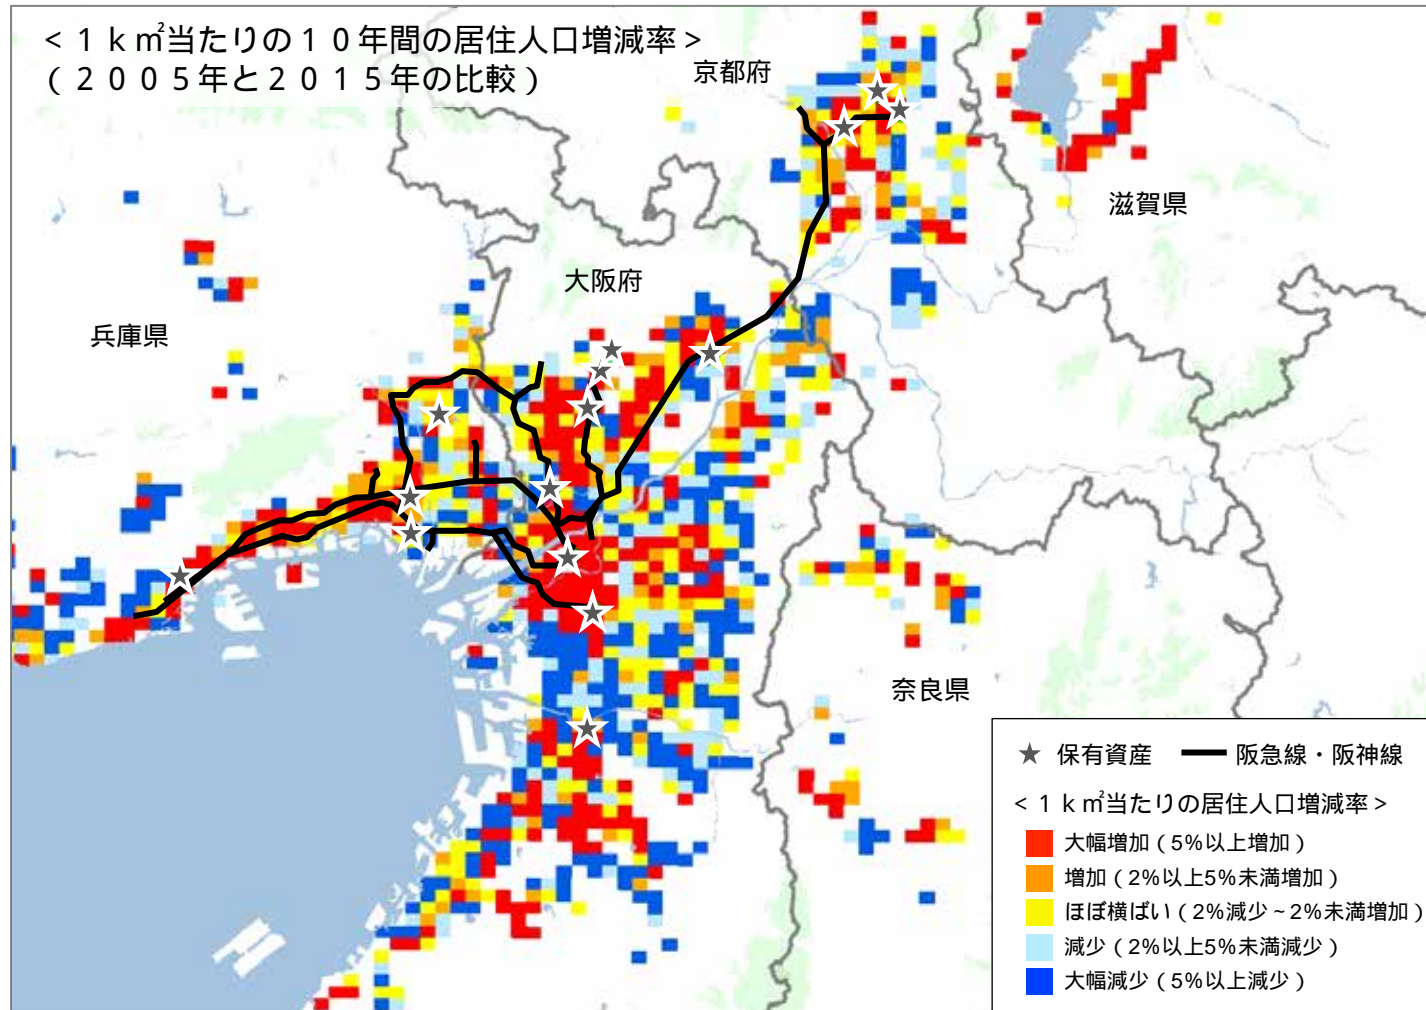 ＜１ｋ㎡当たりの１０年間の居住人口増減率＞
（２００５年と２０１５年の比較）
京都府
滋賀県
大阪府
兵庫県
奈良県
★ 保有資産 ━ 阪急線・阪神線
＜１ｋ㎡当たりの居住人口増減率＞
大幅増加（5%以上増加）
増加（2%以上5%未満増加）
ほぼ横ばい（2%減少～2%未満増加）
減少（2%以上5%未満減少）
大幅減少（5%以上減少）